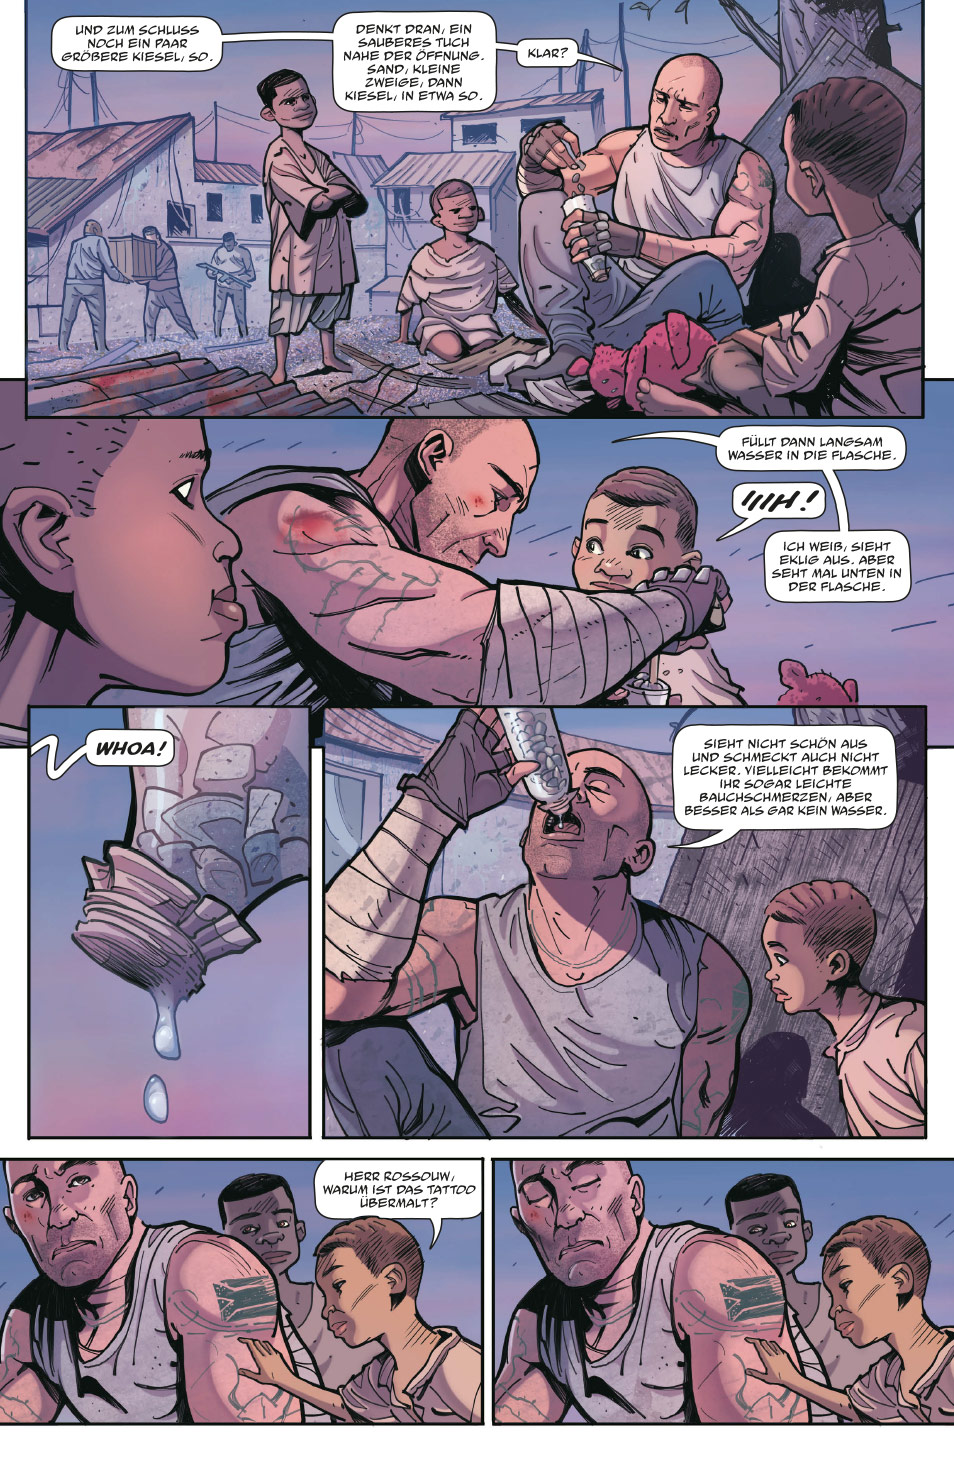 UND ZUM SCHLUSS
NOCH EIN PAAR
GRÖßERE KIESEL, SO.
DENKT DRAN, EIN
SAUBERES TUCH
NAHE DER ÖFFNUNG.
SAND, KLEINE
ZWEIGE, DANN
KIESEL, IN ETWA SO.
KLAR?
FÜLLT DANN LANGSAM
WASSER IN DIE FLASCHE.
IIIIH!
ICH WEIß, SIEHT
EKLIG AUS. ABER
SEHT MAL UNTEN IN
DER FLASCHE.
WHOA!
SIEHT NICHT SCHÖN AUS
UND SCHMECKT AUCH NICHT
LECKER. VIELLEICHT BEKOMMT
IHR SOGAR LEICHTE
BAUCHSCHMERZEN, ABER
BESSER ALS GAR KEIN WASSER.
HERR ROSSOUW,
WARUM IST DAS TATTOO
ÜBERMALT?